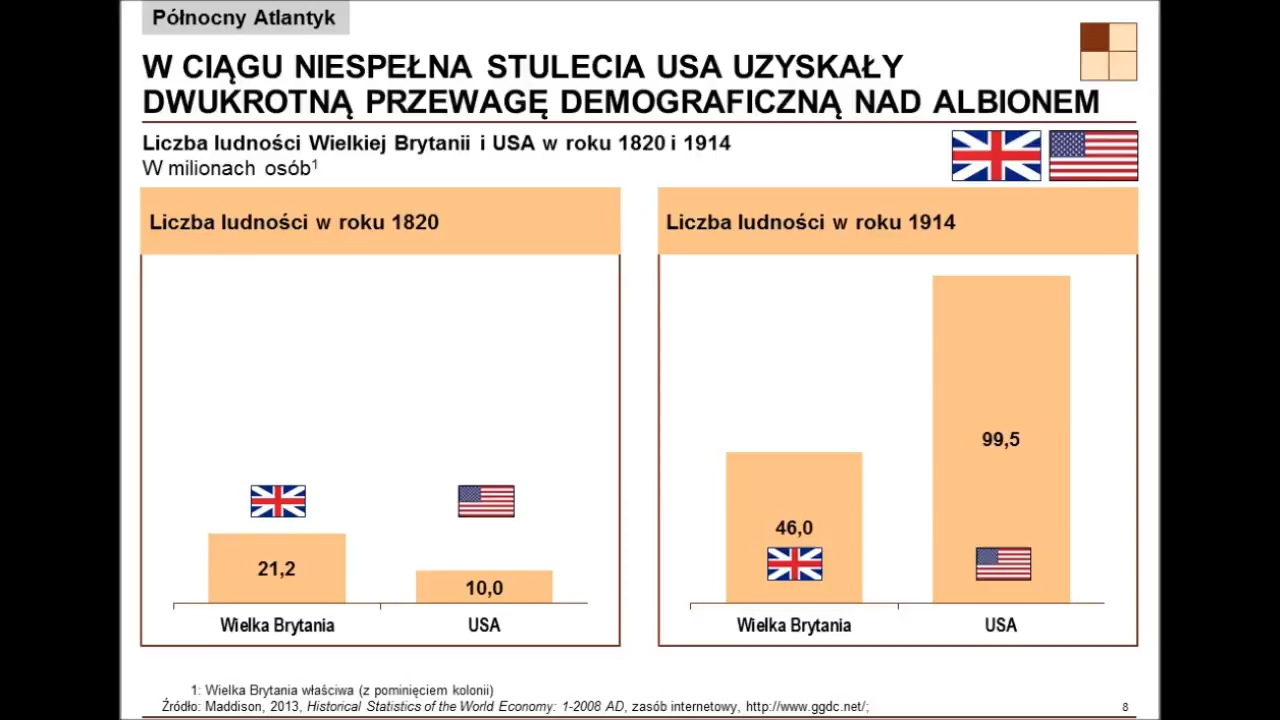 Północny Atlantyk
W CIĄGU NIESPEŁNA STULECIA USA UZYSKAŁY
DWUKROTNĄ PRZEWAGĘ DEMOGRAFICZNĄ NAD ALBIONEM
Liczba ludności Wielkiej Brytanii i USA w roku 1820 i 1914
W milionach osób¹
Liczba ludności w roku 1820
21,2
10,0
Wielka Brytania
USA
Liczba ludności w roku 1914
46,0
99,5
Wielka Brytania
USA
1: Wielka Brytania właściwa (z pominięciem kolonii)
Źródło: Maddison, 2013, Historical Statistics of the World Economy: 1-2008 AD, zasób internetowy, http://www.ggdc.net/;
8